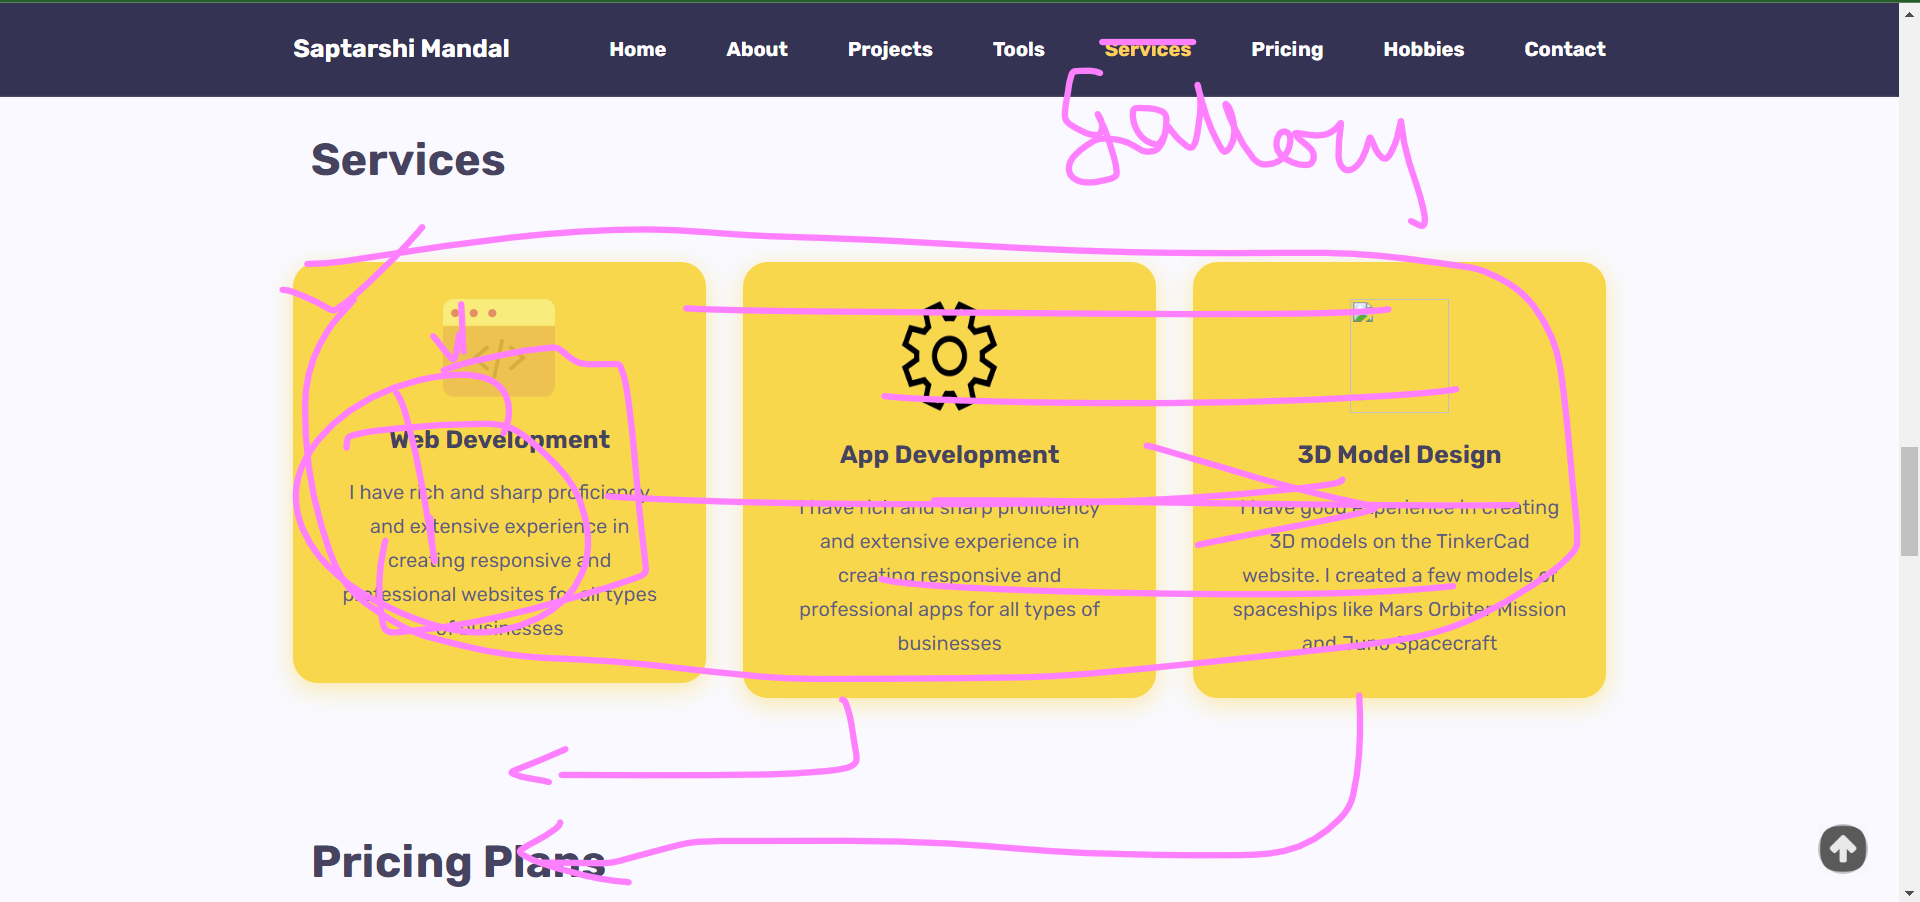 Saptarshi Mandal Home About Projects Tools Services Pricing Hobbies Contact
Gallery
Services
Web Development
I have rich and sharp proficiency
and extensive experience in
creating responsive and
professional websites for all types
of businesses
App Development
I have rich and sharp proficiency
and extensive experience in
creating responsive and
professional apps for all types of
businesses
3D Model Design
I have good experience in creating
3D models on the TinkerCad
website. I created a few models of
spaceships like Mars Orbiter Mission
and Juno Spacecraft
Pricing Plans